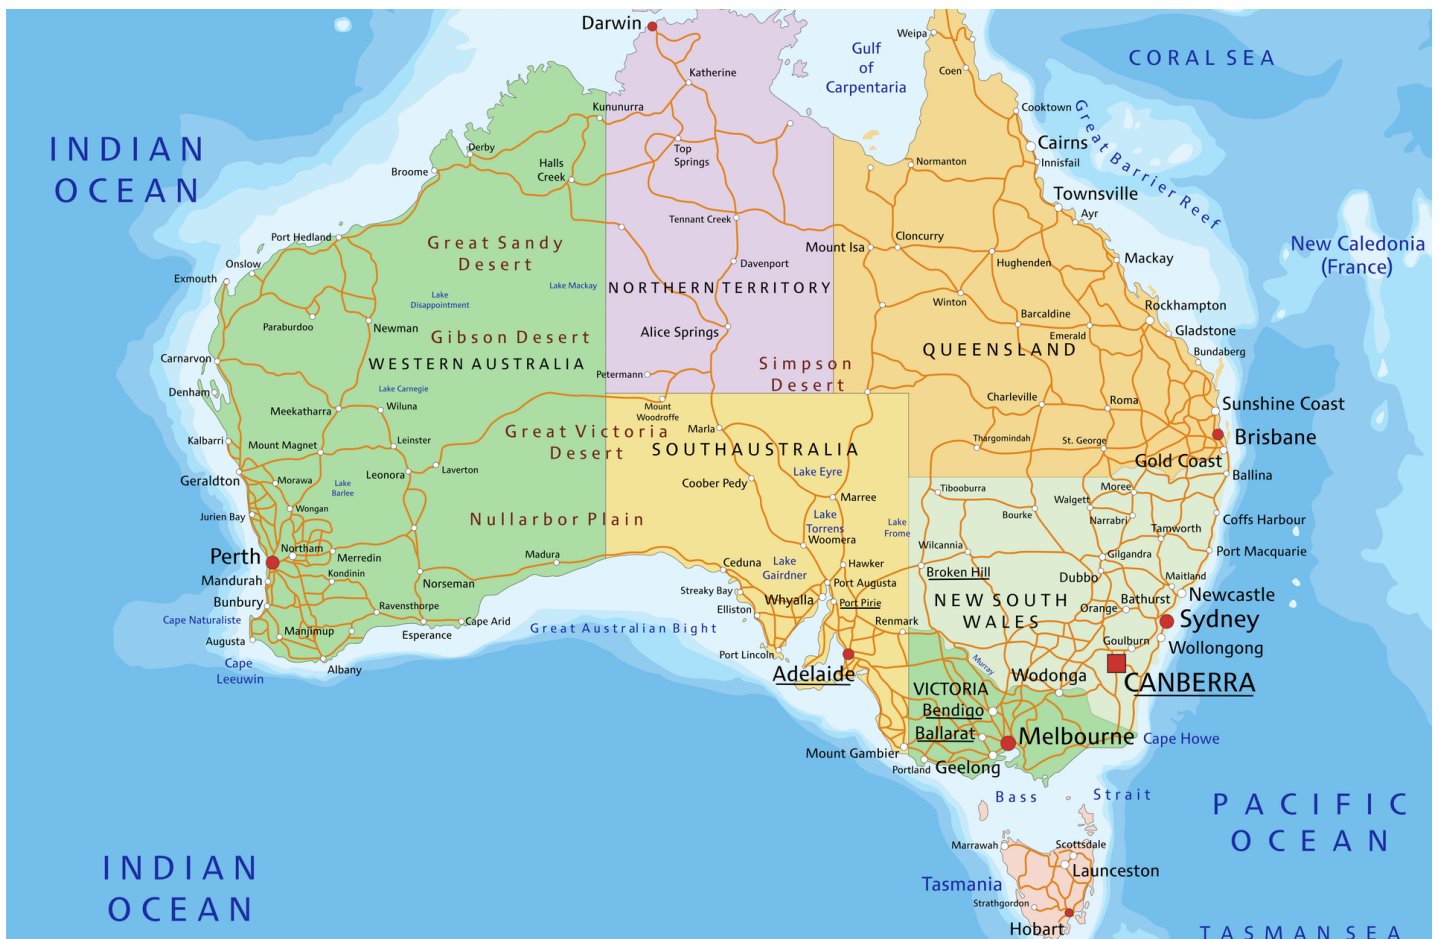 Darwin
Weipa
Gulf
of
Carpentaria
CORAL SEA
Katherine
Coen
Kununurra
Cooktown
Great Barrier Reef
INDIAN
OCEAN
Derby
Top
Springs
Cairns
Innisfail
Halls
Creek
Broome
Normanton
Townsville
Ayr
Tennant Creek
Port Hedland
Great Sandy
Desert
Mount Isa
Cloncurry
New Caledonia
(France)
Onslow
Exmouth
Davenport
Hughenden
Mackay
Lake
Disappointment
Lake Mackay
NORTHERN TERRITORY
Winton
Rockhampton
Paraburdoo
Newman
Gibson Desert
Alice Springs
Barcaldine
Emerald
Gladstone
Carnarvon
WESTERN AUSTRALIA
Simpson
Desert
QUEENSLAND
Bundaberg
Petermann
Denham
Lake Carnegie
Meekatharra
Wiluna
Mount
Woodroffe
Charleville
Roma
Sunshine Coast
Kalbarri
Mount Magnet
Leinster
Great Victoria
Desert
Marla
SOUTHAUSTRALIA
Thargomindah
St. George
Brisbane
Gold Coast
Geraldton
Morawa
Lake
Barlee
Leonora
Laverton
Coober Pedy
Lake Eyre
Ballina
Jurien Bay
Wongan
Nullarbor Plain
Marree
Lake
Torrens
Woomera
Lake
Frome
Tibooburra
Bourke
Walgett
Moree
Narrabri
Tamworth
Coffs Harbour
Perth
Northam
Merredin
Madura
Wilcannia
Gilgandra
Port Macquarie
Mandurah
Kondinin
Norseman
Ceduna
Lake
Gairdner
Hawker
Broken Hill
Dubbo
Maitland
Bunbury
Ravensthorpe
Streaky Bay
Whyalla
Port Augusta
Port Pirie
NEW SOUTH
WALES
Orange
Bathurst
Newcastle
Cape Naturaliste
Manjimup
Esperance
Cape Arid
Great Australian Bight
Elliston
Renmark
Sydney
Augusta
Goulburn
Wollongong
Cape
Leeuwin
Albany
Port Lincoln
Adelaide
Murray
Wodonga
CANBERRA
VICTORIA
Bendigo
Ballarat
Melbourne
Cape Howe
Mount Gambier
Portland
Geelong
Bass Strait
PACIFIC
OCEAN
Marrawah
Scottsdale
INDIAN
OCEAN
Tasmania
Launceston
Strathgordon
Hobart
TASMAN SEA